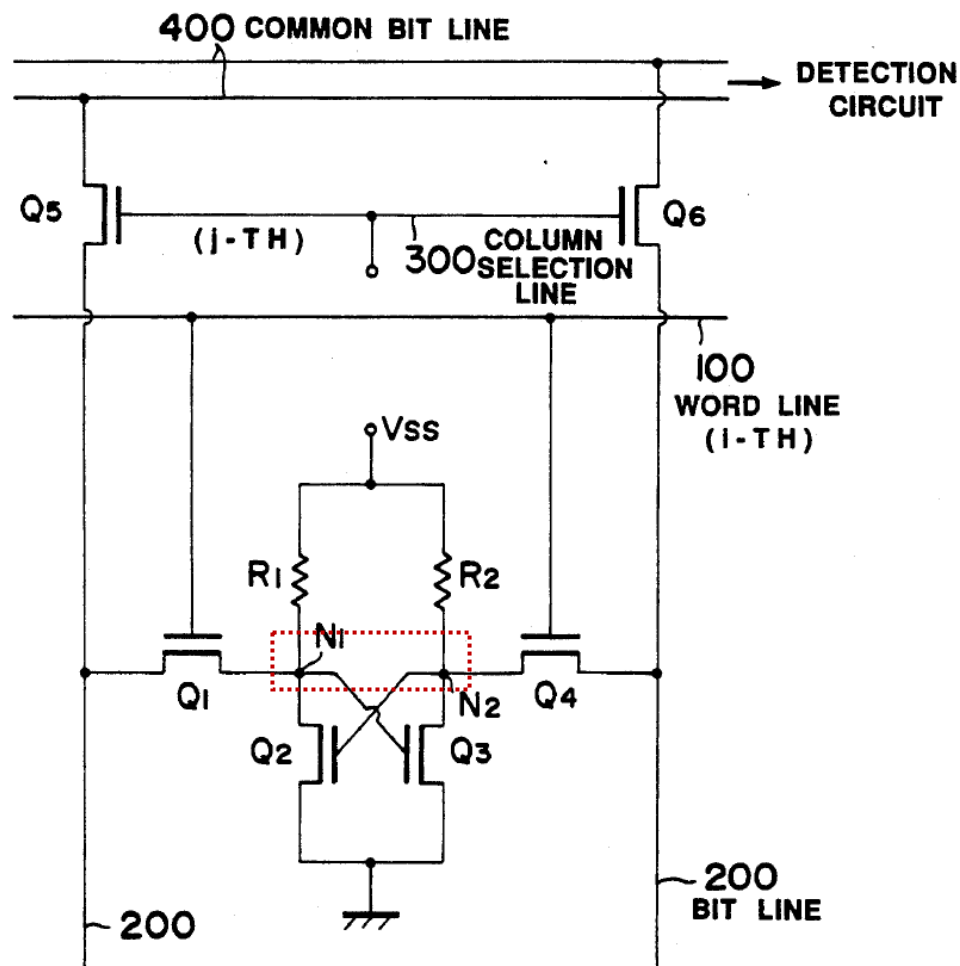 400 COMMON BIT LINE
DETECTION
CIRCUIT
Q5
Q6
(j-TH)
300 COLUMN
SELECTION
LINE
100
WORD LINE
(i-TH)
Vss
R1
R2
N1
Q1
N2
Q4
Q2
Q3
200
200
BIT LINE